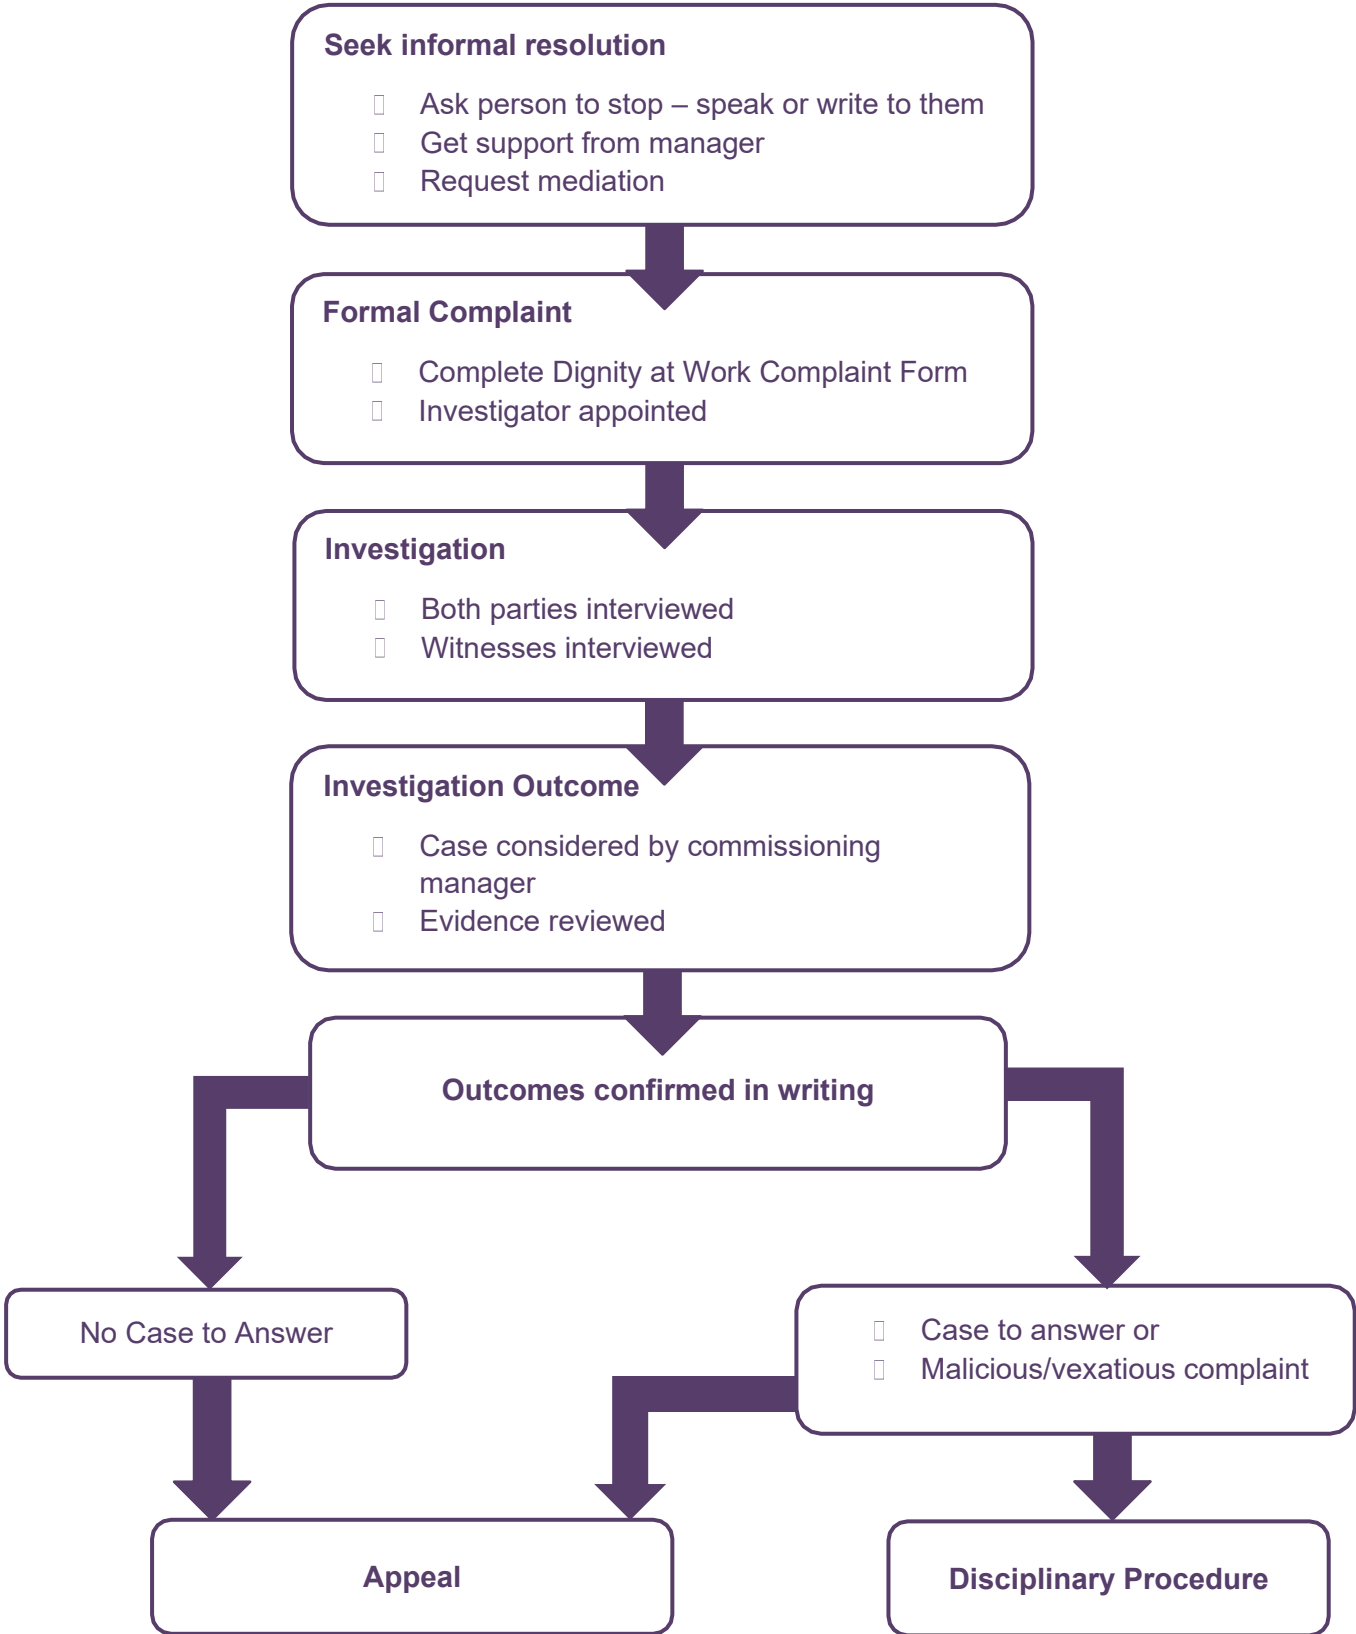 Seek informal resolution
Ask person to stop – speak or write to them
Get support from manager
Request mediation
Formal Complaint
Complete Dignity at Work Complaint Form
Investigator appointed
Investigation
Both parties interviewed
Witnesses interviewed
Investigation Outcome
Case considered by commissioning
manager
Evidence reviewed
Outcomes confirmed in writing
No Case to Answer
Case to answer or
Malicious/vexatious complaint
Appeal
Disciplinary Procedure